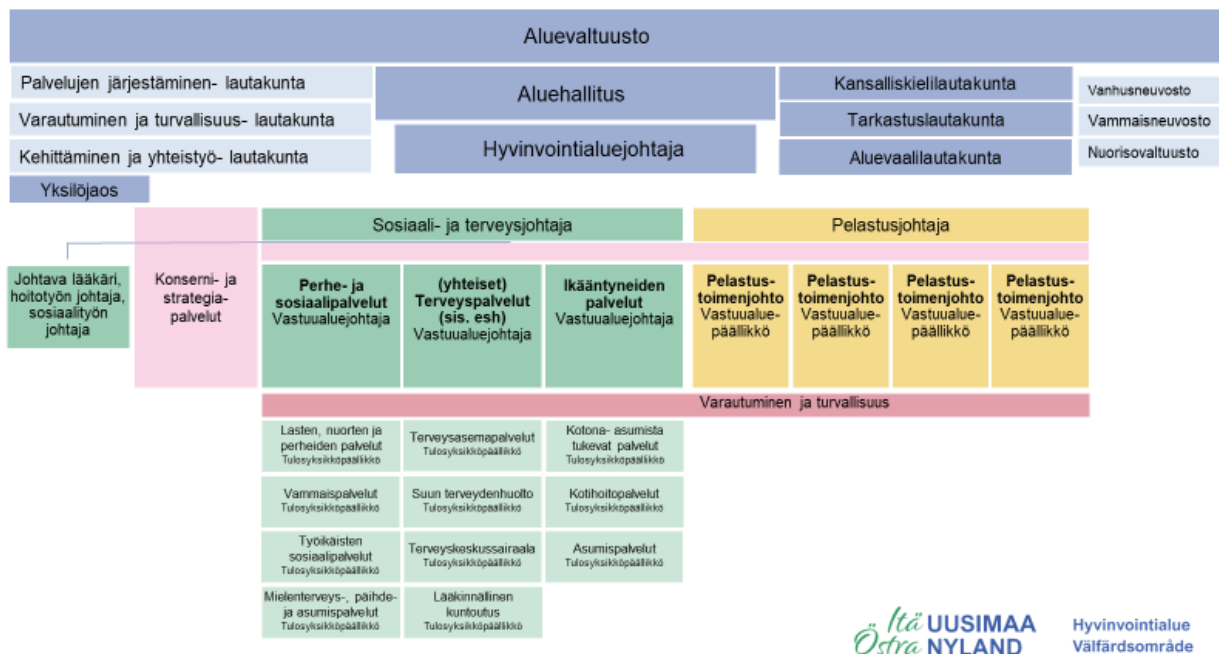 Aluevaltuusto
Palvelujen järjestäminen- lautakunta
Varautuminen ja turvallisuus- lautakunta
Kehittäminen ja yhteistyö- lautakunta
Yksilöjaos
Aluehallitus
Hyvinvointialuejohtaja
Kansalliskielilautakunta
Tarkastuslautakunta
Aluevaalilautakunta
Vanhusneuvosto
Vammaisneuvosto
Nuorisovaltuusto
Sosiaali- ja terveysjohtaja
Pelastusjohtaja
Johtava lääkäri,
hoitotyön johtaja,
sosiaalityön
johtaja
Konserni- ja
strategia-
palvelut
Perhe- ja
sosiaalipalvelut
Vastuualuejohtaja
(yhteiset)
Terveyspalvelut
(sis. esh)
Vastuualuejohtaja
Ikääntyneiden
palvelut
Vastuualuejohtaja
Pelastus-
toimenjohto
Vastuualue-
päällikkö
Pelastus-
toimenjohto
Vastuualue-
päällikkö
Pelastus-
toimenjohto
Vastuualue-
päällikkö
Pelastus-
toimenjohto
Vastuualue-
päällikkö
Varautuminen ja turvallisuus
Lasten, nuorten ja
perheiden palvelut
Tulosyksikköpäällikkö
Terveysasemapalvelut
Tulosyksikköpäällikkö
Kotona- asumista
tukevat palvelut
Tulosyksikköpäällikkö
Vammaispalvelut
Tulosyksikköpäällikkö
Suun terveydenhuolto
Tulosyksikköpäällikkö
Kotihoitopalvelut
Tulosyksikköpäällikkö
Työikäisten
sosiaalipalvelut
Tulosyksikköpäällikkö
Terveyskeskussairaala
Tulosyksikköpäällikkö
Asumispalvelut
Tulosyksikköpäällikkö
Mielenterveys-, päihde-
ja asumispalvelut
Tulosyksikköpäällikkö
Lääkinnällinen
kuntoutus
Tulosyksikköpäällikkö
Itä UUSIMAA
Östra NYLAND
Hyvinvointialue
Välfärdsområde